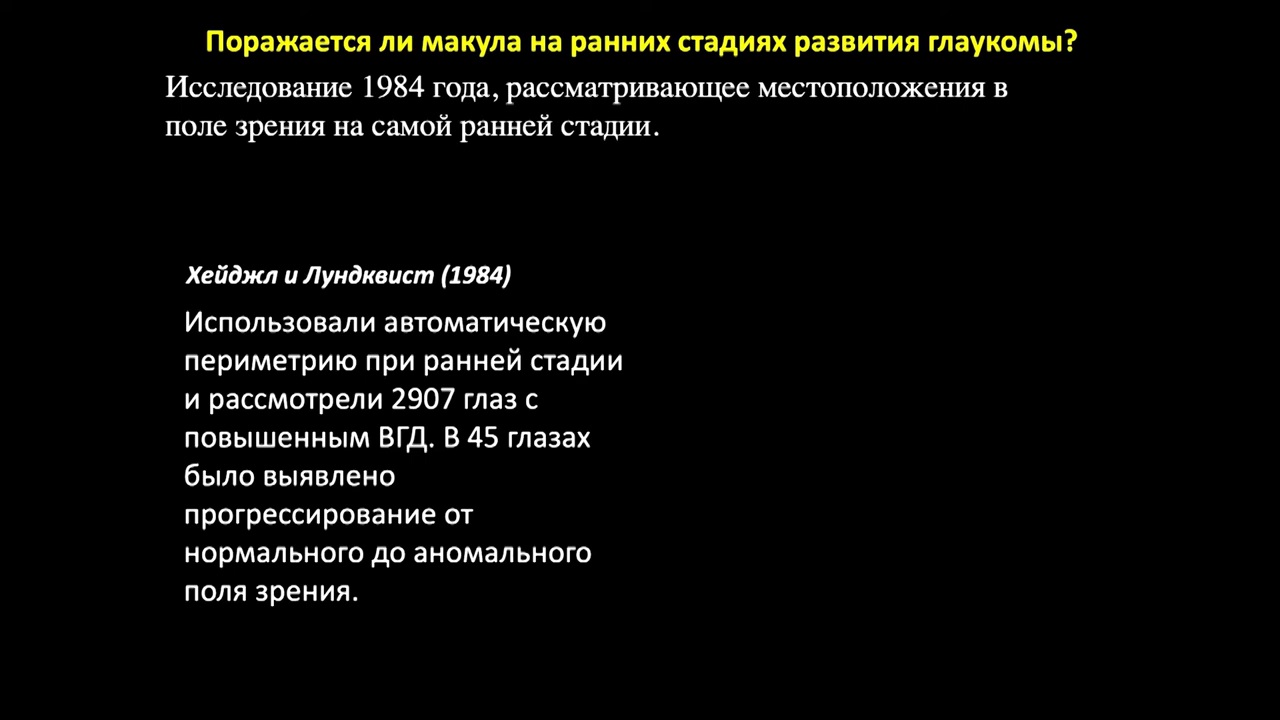 Поражается ли макула на ранних стадиях развития глаукомы?
Исследование 1984 года, рассматривающее местоположения в
поле зрения на самой ранней стадии.
Хейджл и Лундквист (1984)
Использовали автоматическую
периметрию при ранней стадии
и рассмотрели 2907 глаз с
повышенным ВГД. В 45 глазах
было выявлено
прогрессирование от
нормального до аномального
поля зрения.